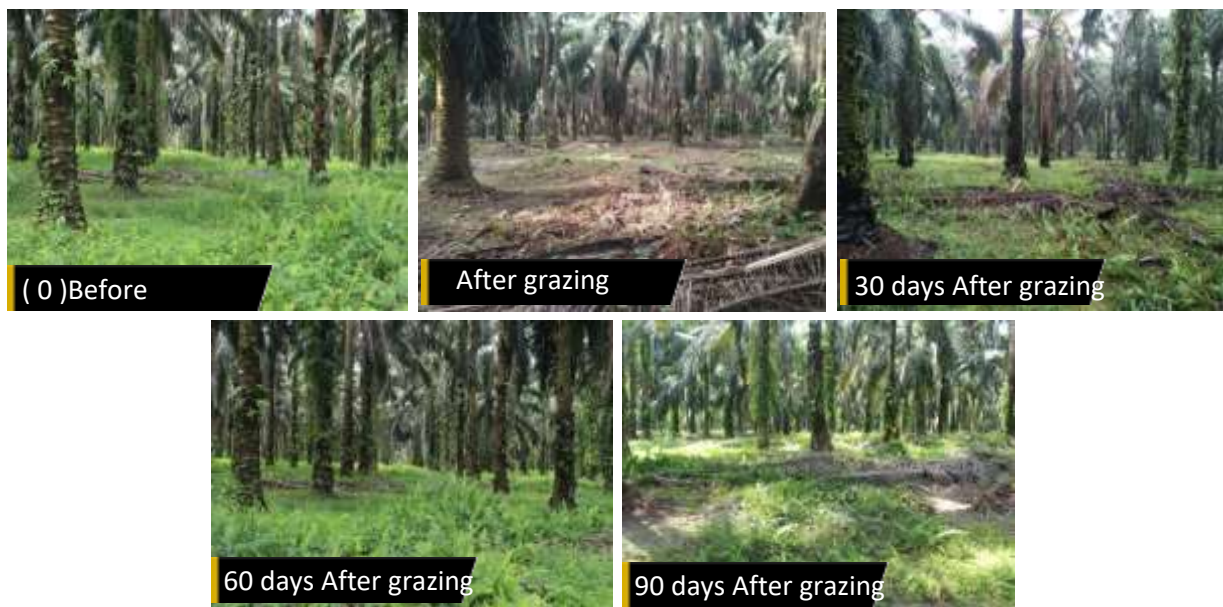 ( 0 )Before
After grazing
30 days After grazing
60 days After grazing
90 days After grazing